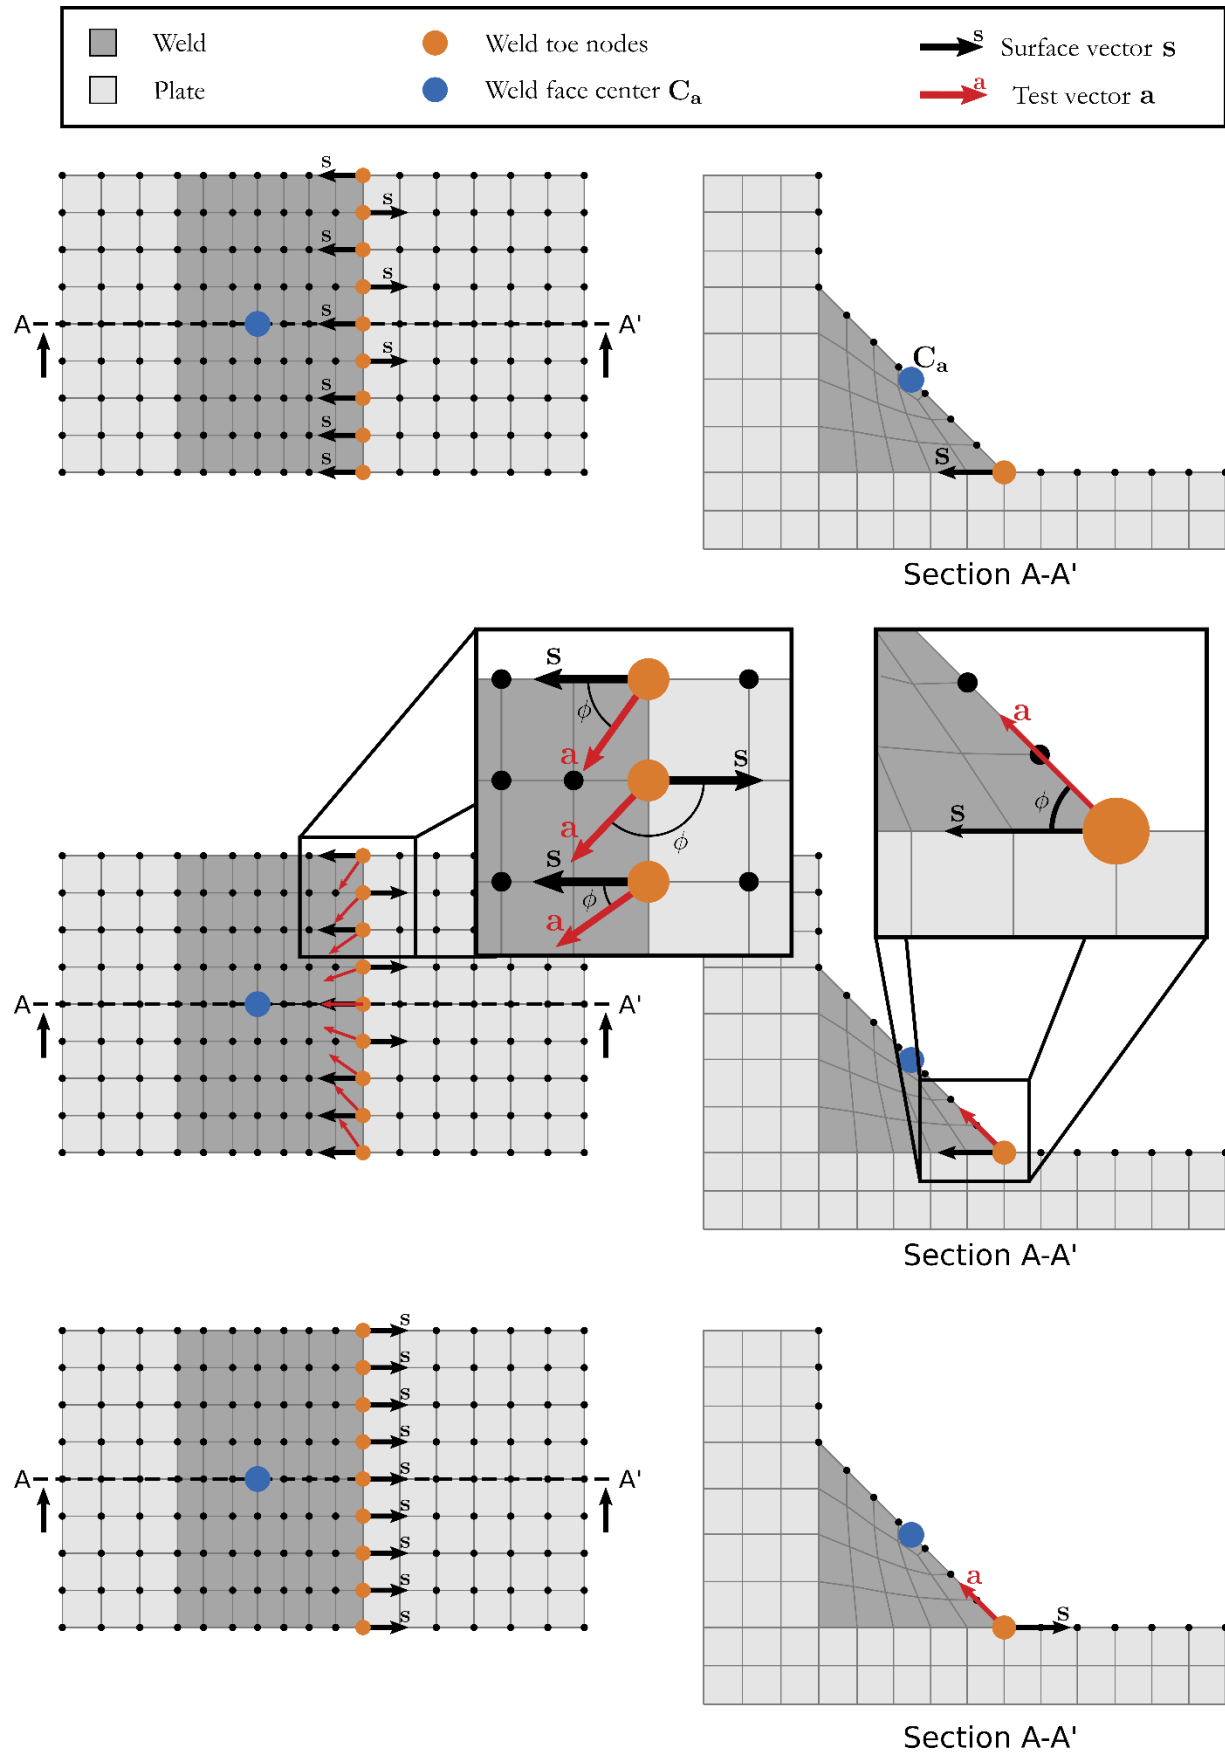 Weld
Weld toe nodes
s
Surface vector s
Plate
Weld face center Cₐ
a
Test vector a
s
s
s
s
A
s
A'
s
s
s
s
Cₐ
s
Section A-A'
s
ϕ
a
s
a
ϕ
s
ϕ
a
a
ϕ
s
A
A'
Section A-A'
s
s
s
s
A
s
A'
s
s
s
s
a
s
Section A-A'